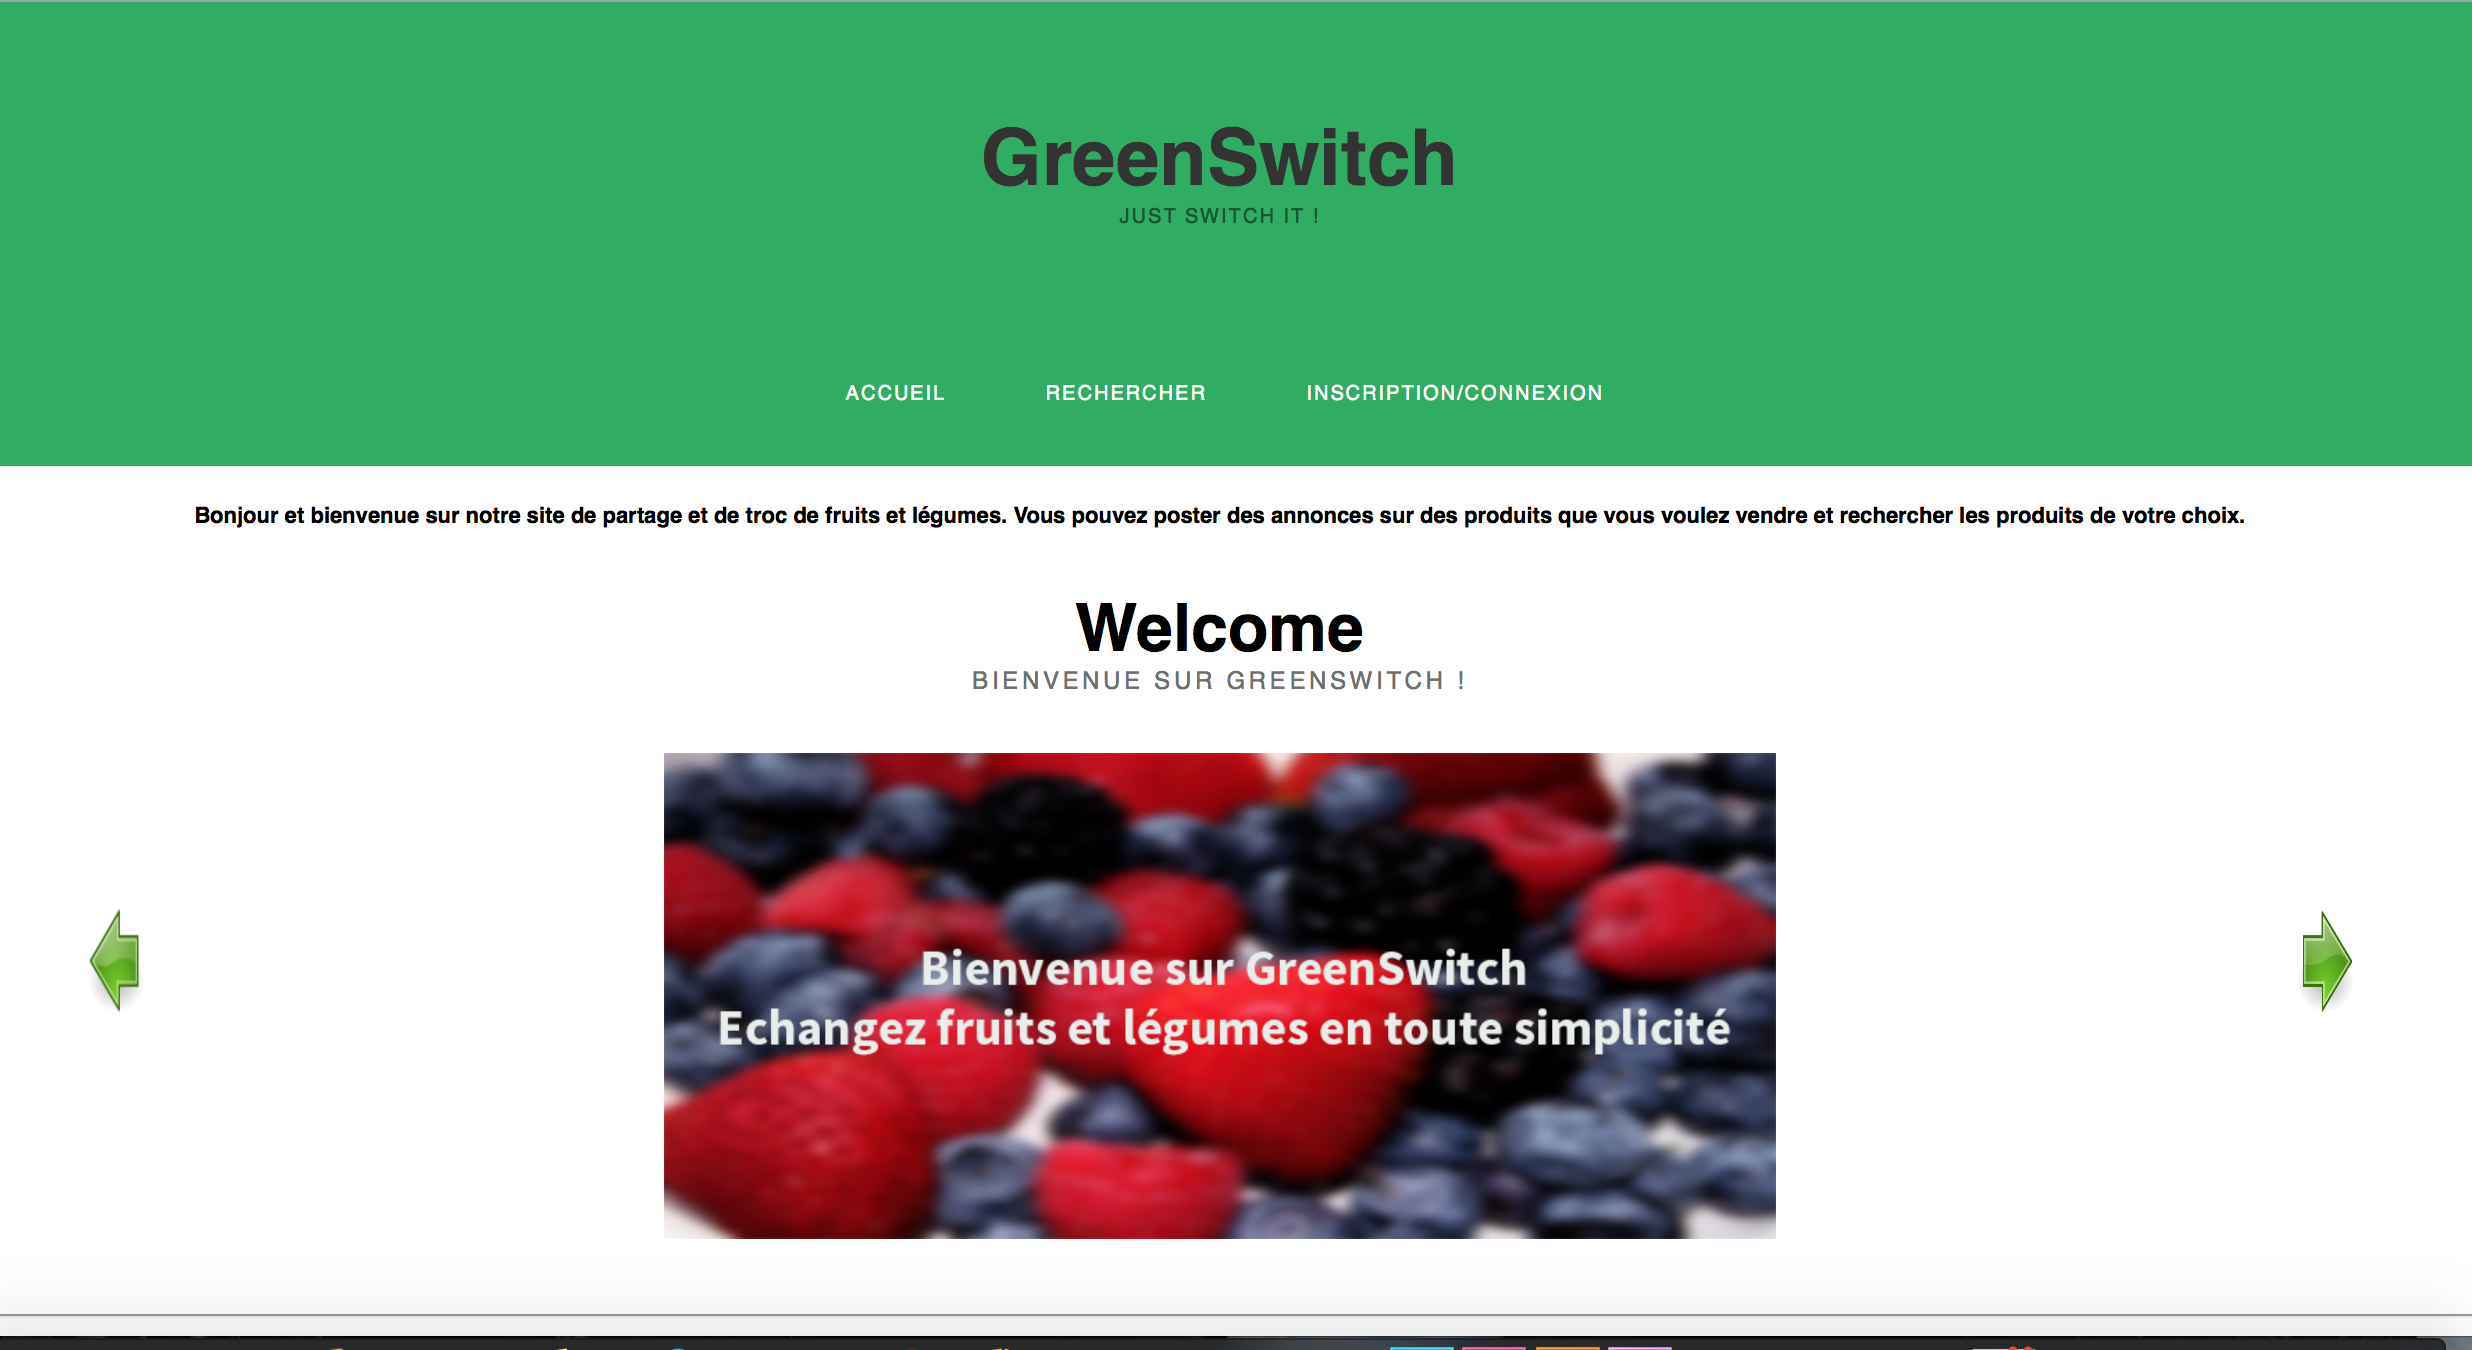 GreenSwitch
JUST SWITCH IT !
ACCUEIL RECHERCHER INSCRIPTION/CONNEXION
Bonjour et bienvenue sur notre site de partage et de troc de fruits et légumes. Vous pouvez poster des annonces sur des produits que vous voulez vendre et rechercher les produits de votre choix.
Welcome
BIENVENUE SUR GREENSWITCH !
Bienvenue sur GreenSwitch
Echangez fruits et légumes en toute simplicité